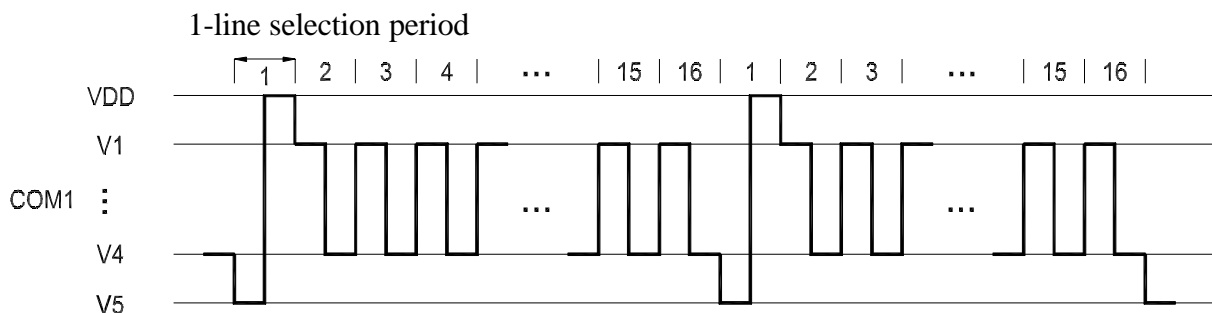 1-line selection period
1 | 2 | 3 | 4 | ... | 15 | 16 | 1 | 2 | 3 | ... | 15 | 16 |
VDD
V1
COM1 ⋮ ... ...
V4
V5